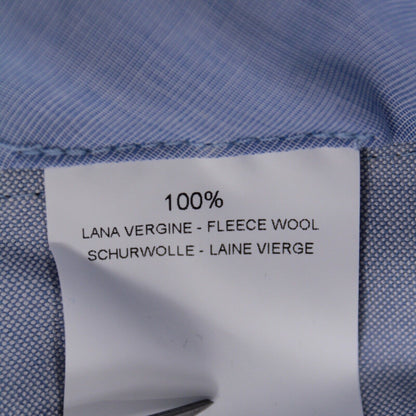 100%
LANA VERGINE - FLEECE WOOL
SCHURWOLLE - LAINE VIERGE